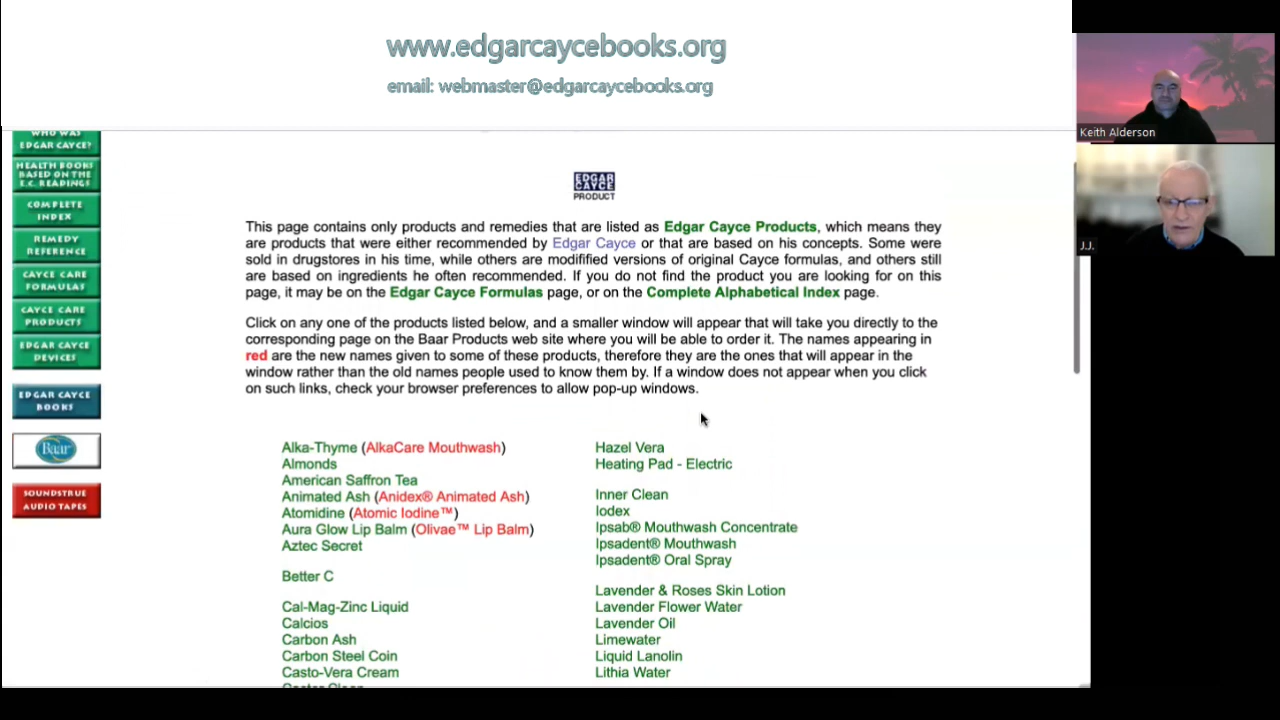 www.edgarcaycebooks.org
email: webmaster@edgarcaycebooks.org
Keith Alderson
J.J.
WHO WAS
EDGAR CAYCE?
HEALTH BOOKS
BASED ON THE
E.C. READINGS
COMPLETE
INDEX
REMEDY
REFERENCE
CAYCE CARE
FORMULAS
CAYCE CARE
PRODUCTS
EDGAR CAYCE
DEVICES
EDGAR CAYCE
BOOKS
Baar
SOUNDSTRUE
AUDIO TAPES
EDGAR
CAYCE
PRODUCT
This page contains only products and remedies that are listed as Edgar Cayce Products, which means they
are products that were either recommended by Edgar Cayce or that are based on his concepts. Some were
sold in drugstores in his time, while others are modifified versions of original Cayce formulas, and others still
are based on ingredients he often recommended. If you do not find the product you are looking for on this
page, it may be on the Edgar Cayce Formulas page, or on the Complete Alphabetical Index page.
Click on any one of the products listed below, and a smaller window will appear that will take you directly to the
corresponding page on the Baar Products web site where you will be able to order it. The names appearing in
red are the new names given to some of these products, therefore they are the ones that will appear in the
window rather than the old names people used to know them by. If a window does not appear when you click
on such links, check your browser preferences to allow pop-up windows.
Alka-Thyme (AlkaCare Mouthwash)
Almonds
American Saffron Tea
Animated Ash (Anidex® Animated Ash)
Atomidine (Atomic Iodine™)
Aura Glow Lip Balm (Olivae™ Lip Balm)
Aztec Secret
Better C
Cal-Mag-Zinc Liquid
Calcios
Carbon Ash
Carbon Steel Coin
Casto-Vera Cream
Hazel Vera
Heating Pad - Electric
Inner Clean
Iodex
Ipsab® Mouthwash Concentrate
Ipsadent® Mouthwash
Ipsadent® Oral Spray
Lavender & Roses Skin Lotion
Lavender Flower Water
Lavender Oil
Limewater
Liquid Lanolin
Lithia Water